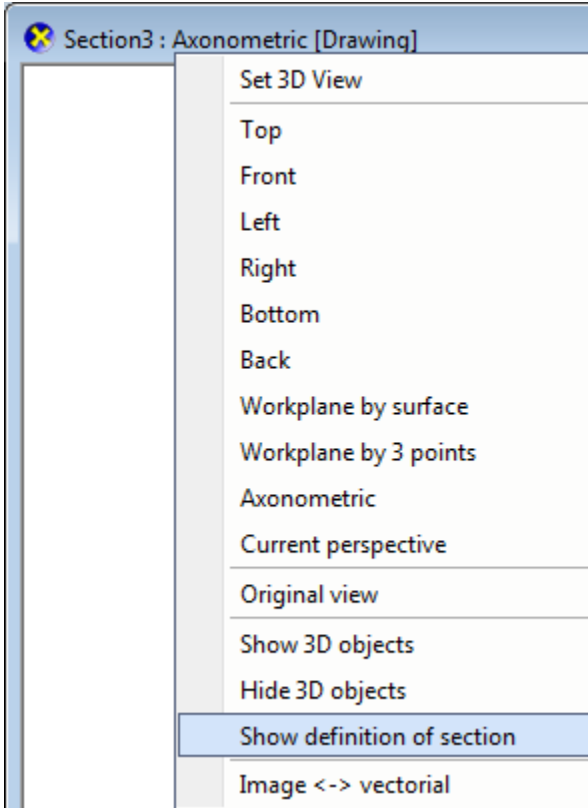 Section3 : Axonometric [Drawing]
Set 3D View
Top
Front
Left
Right
Bottom
Back
Workplane by surface
Workplane by 3 points
Axonometric
Current perspective
Original view
Show 3D objects
Hide 3D objects
Show definition of section
Image <-> vectorial